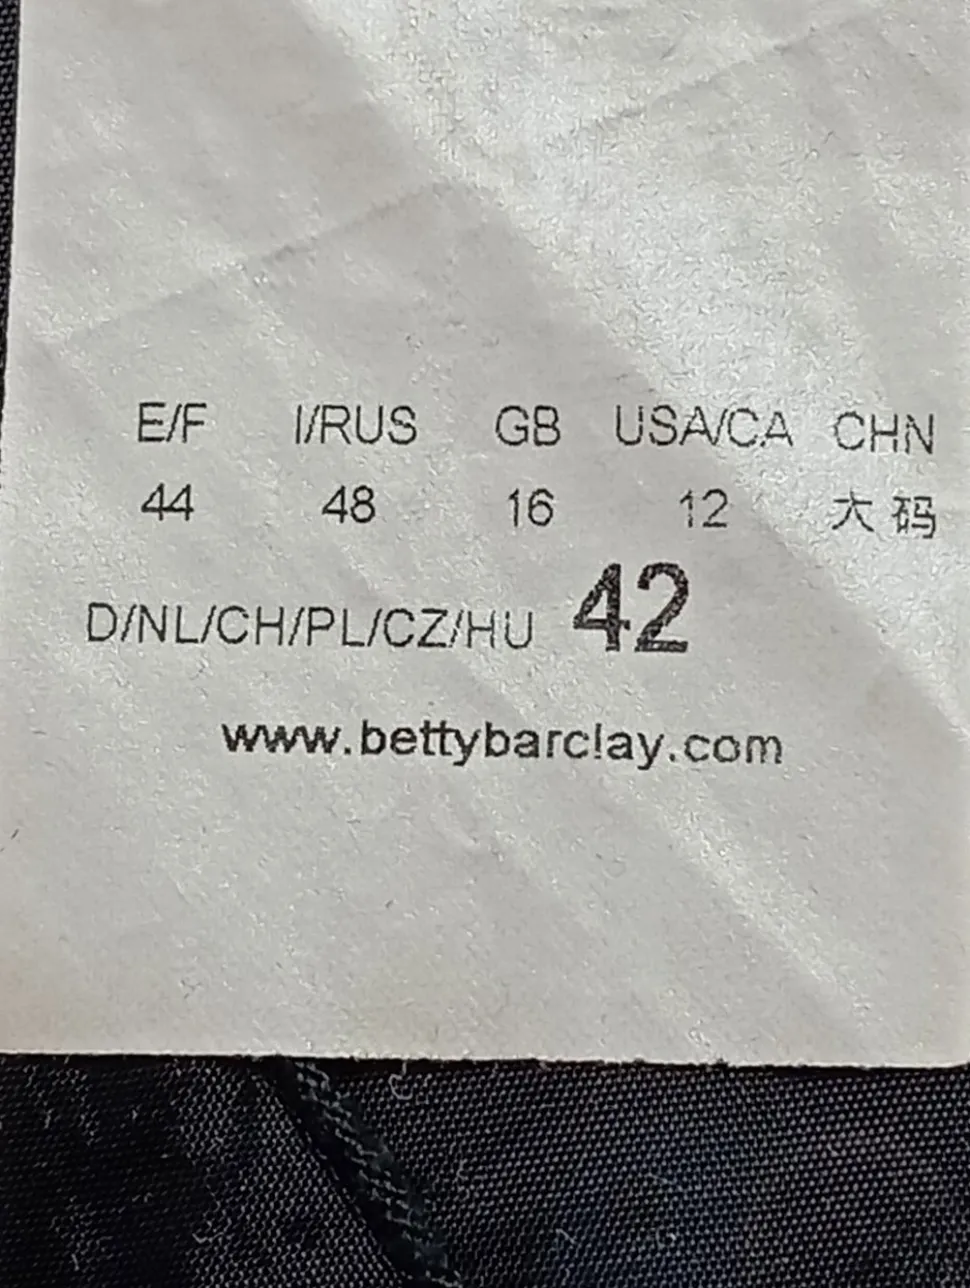 E/F I/RUS GB USA/CA CHN
44 48 16 12 大码
D/NL/CH/PL/CZ/HU 42
www.bettybarclay.com